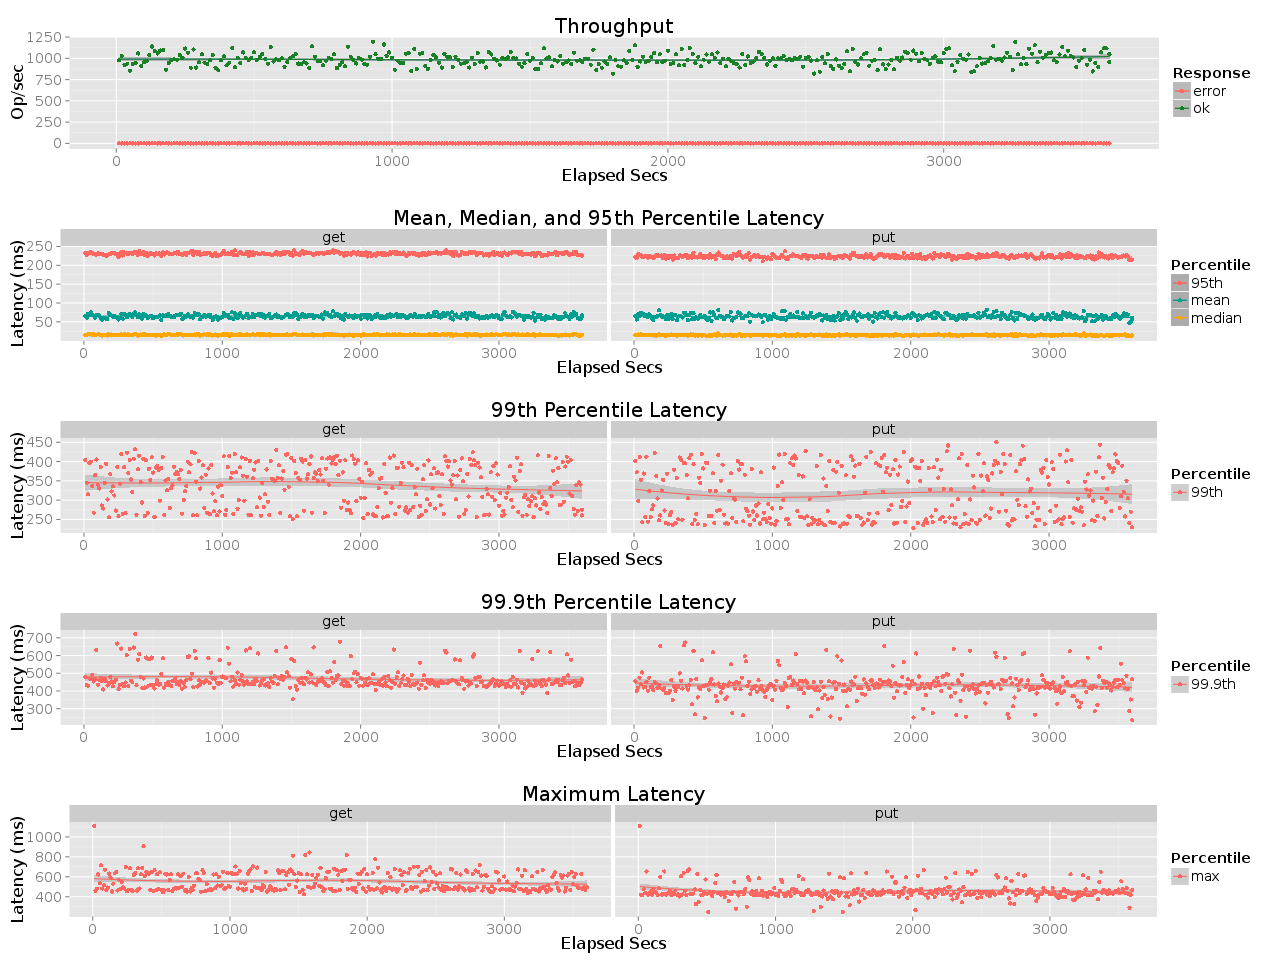 Throughput
1250
1000
750
500
250
0
Op/sec
0 1000 2000 3000
Elapsed Secs
Response
error
ok
Mean, Median, and 95th Percentile Latency
get put
250
200
150
100
50
Latency (ms)
0 1000 2000 3000 0 1000 2000 3000
Elapsed Secs
Percentile
95th
mean
median
99th Percentile Latency
get put
450
400
350
300
250
Latency (ms)
0 1000 2000 3000 0 1000 2000 3000
Elapsed Secs
Percentile
99th
99.9th Percentile Latency
get put
700
600
500
400
300
Latency (ms)
0 1000 2000 3000 0 1000 2000 3000
Elapsed Secs
Percentile
99.9th
Maximum Latency
get put
1000
800
600
400
Latency (ms)
0 1000 2000 3000 0 1000 2000 3000
Elapsed Secs
Percentile
max